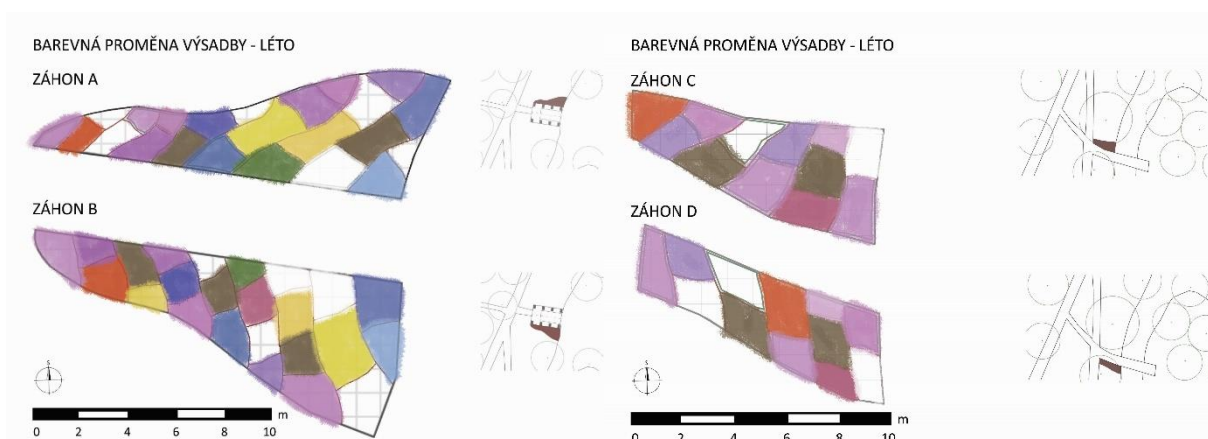 BAREVNÁ PROMĚNA VÝSADBY - LÉTO
ZÁHON A
ZÁHON B
S
0 2 4 6 8 10 m
BAREVNÁ PROMĚNA VÝSADBY - LÉTO
ZÁHON C
ZÁHON D
S
0 2 4 6 8 10 m